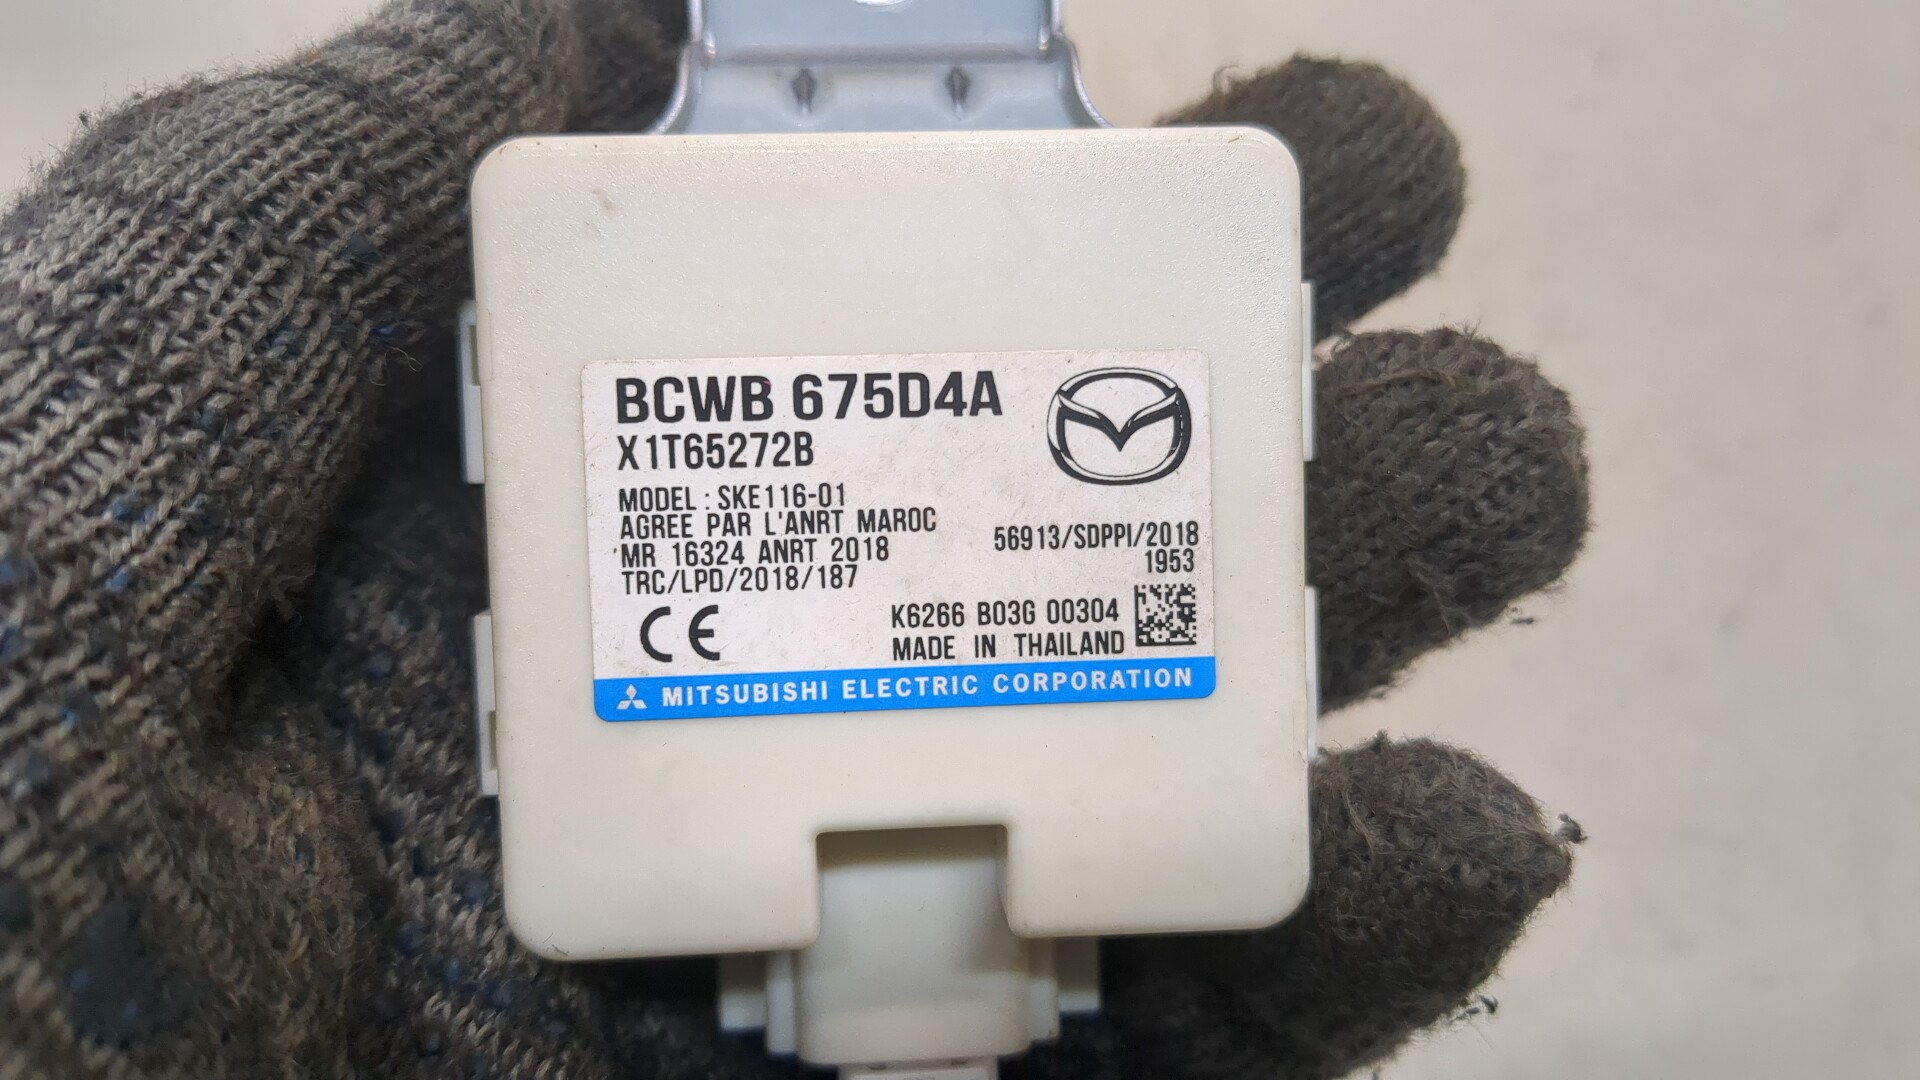 BCWB 675D4A
X1T65272B
MODEL : SKE116-01
AGREE PAR L'ANRT MAROC
MR 16324 ANRT 2018
TRC/LPD/2018/187
56913/SDPPI/2018
1953
CE
K6266 B03G 00304
MADE IN THAILAND
MITSUBISHI ELECTRIC CORPORATION